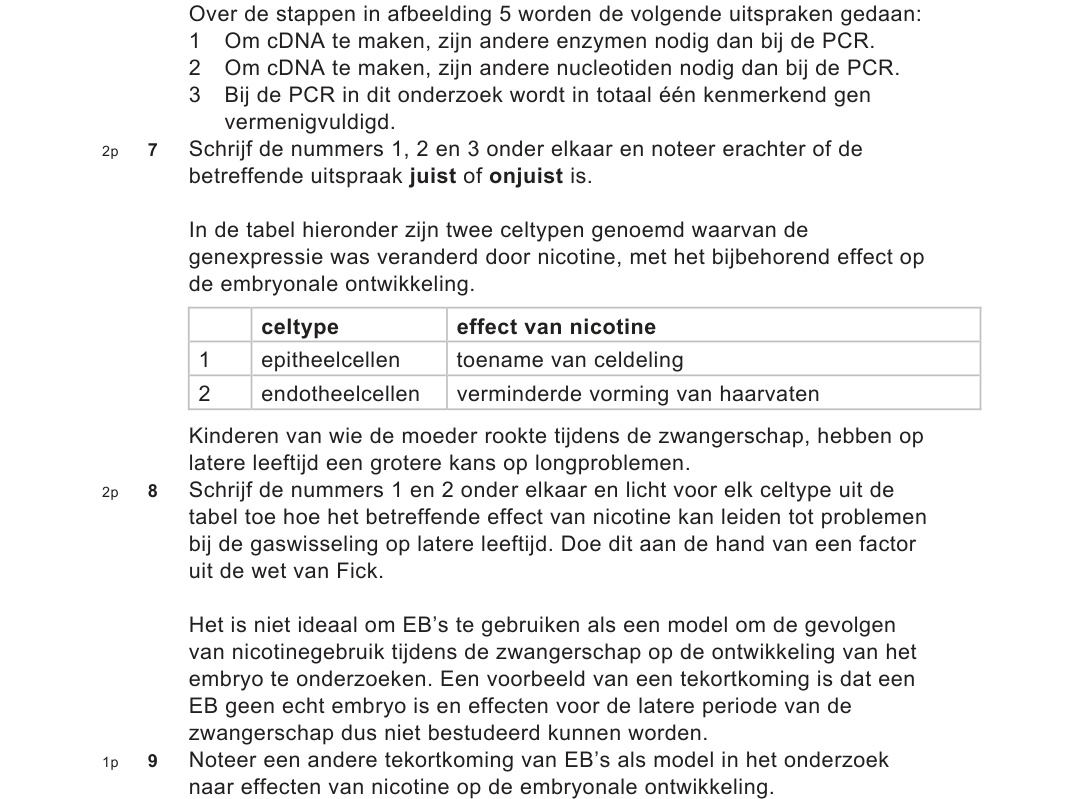 Over de stappen in afbeelding 5 worden de volgende uitspraken gedaan:
1 Om cDNA te maken, zijn andere enzymen nodig dan bij de PCR.
2 Om cDNA te maken, zijn andere nucleotiden nodig dan bij de PCR.
3 Bij de PCR in dit onderzoek wordt in totaal één kenmerkend gen
vermenigvuldigd.
2p 7 Schrijf de nummers 1, 2 en 3 onder elkaar en noteer erachter of de
betreffende uitspraak juist of onjuist is.
In de tabel hieronder zijn twee celtypen genoemd waarvan de
genexpressie was veranderd door nicotine, met het bijbehorend effect op
de embryonale ontwikkeling.
celtype effect van nicotine
1 epitheelcellen toename van celdeling
2 endotheelcellen verminderde vorming van haarvaten
Kinderen van wie de moeder rookte tijdens de zwangerschap, hebben op
latere leeftijd een grotere kans op longproblemen.
2p 8 Schrijf de nummers 1 en 2 onder elkaar en licht voor elk celtype uit de
tabel toe hoe het betreffende effect van nicotine kan leiden tot problemen
bij de gaswisseling op latere leeftijd. Doe dit aan de hand van een factor
uit de wet van Fick.
Het is niet ideaal om EB's te gebruiken als een model om de gevolgen
van nicotinegebruik tijdens de zwangerschap op de ontwikkeling van het
embryo te onderzoeken. Een voorbeeld van een tekortkoming is dat een
EB geen echt embryo is en effecten voor de latere periode van de
zwangerschap dus niet bestudeerd kunnen worden.
1p 9 Noteer een andere tekortkoming van EB's als model in het onderzoek
naar effecten van nicotine op de embryonale ontwikkeling.